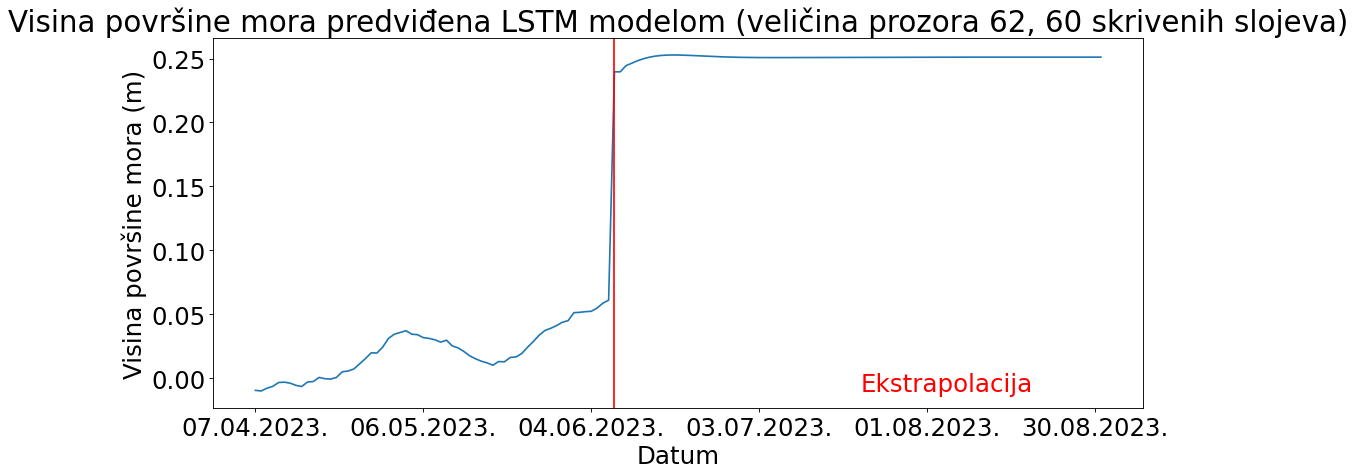 Visina površine mora predviđena LSTM modelom (veličina prozora 62, 60 skrivenih slojeva)
Visina površine mora (m)
0.25
0.20
0.15
0.10
0.05
0.00
Ekstrapolacija
07.04.2023. 06.05.2023. 04.06.2023. 03.07.2023. 01.08.2023. 30.08.2023.
Datum